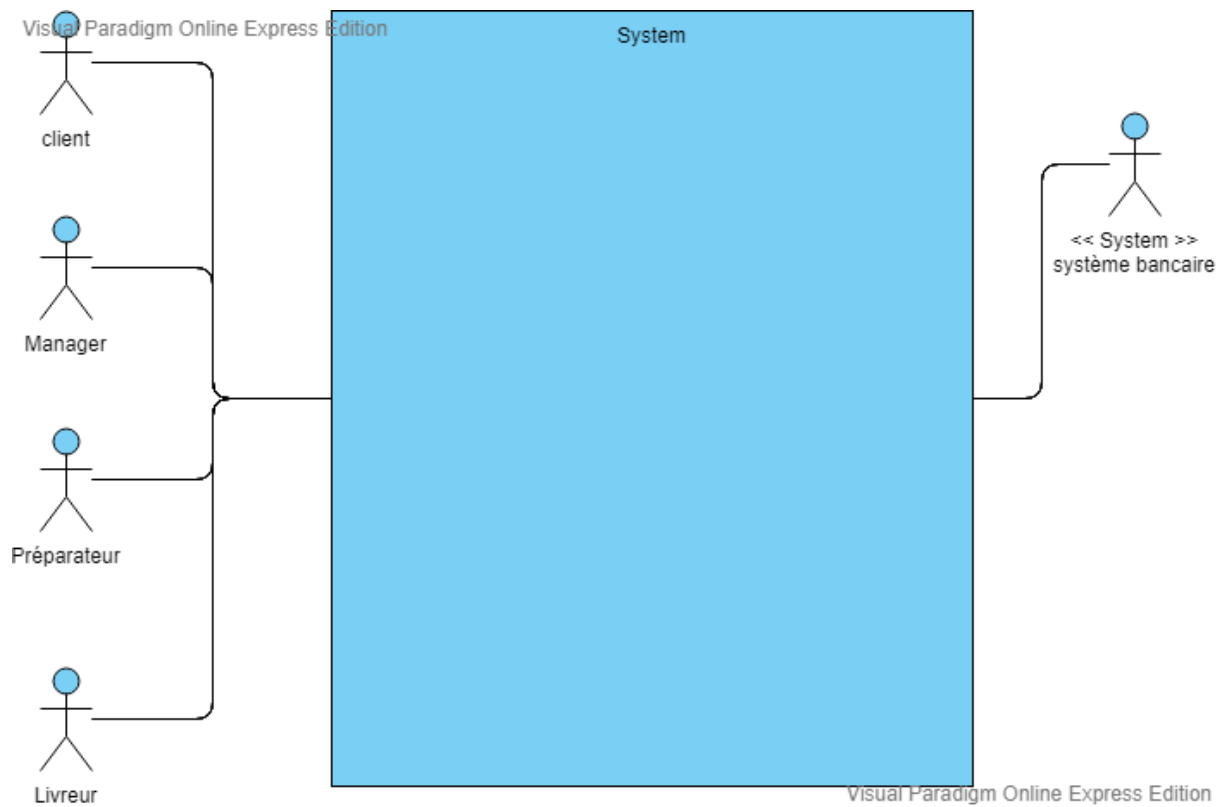 Visual Paradigm Online Express Edition
System
client
<< System >>
système bancaire
Manager
Préparateur
Livreur
Visual Paradigm Online Express Edition